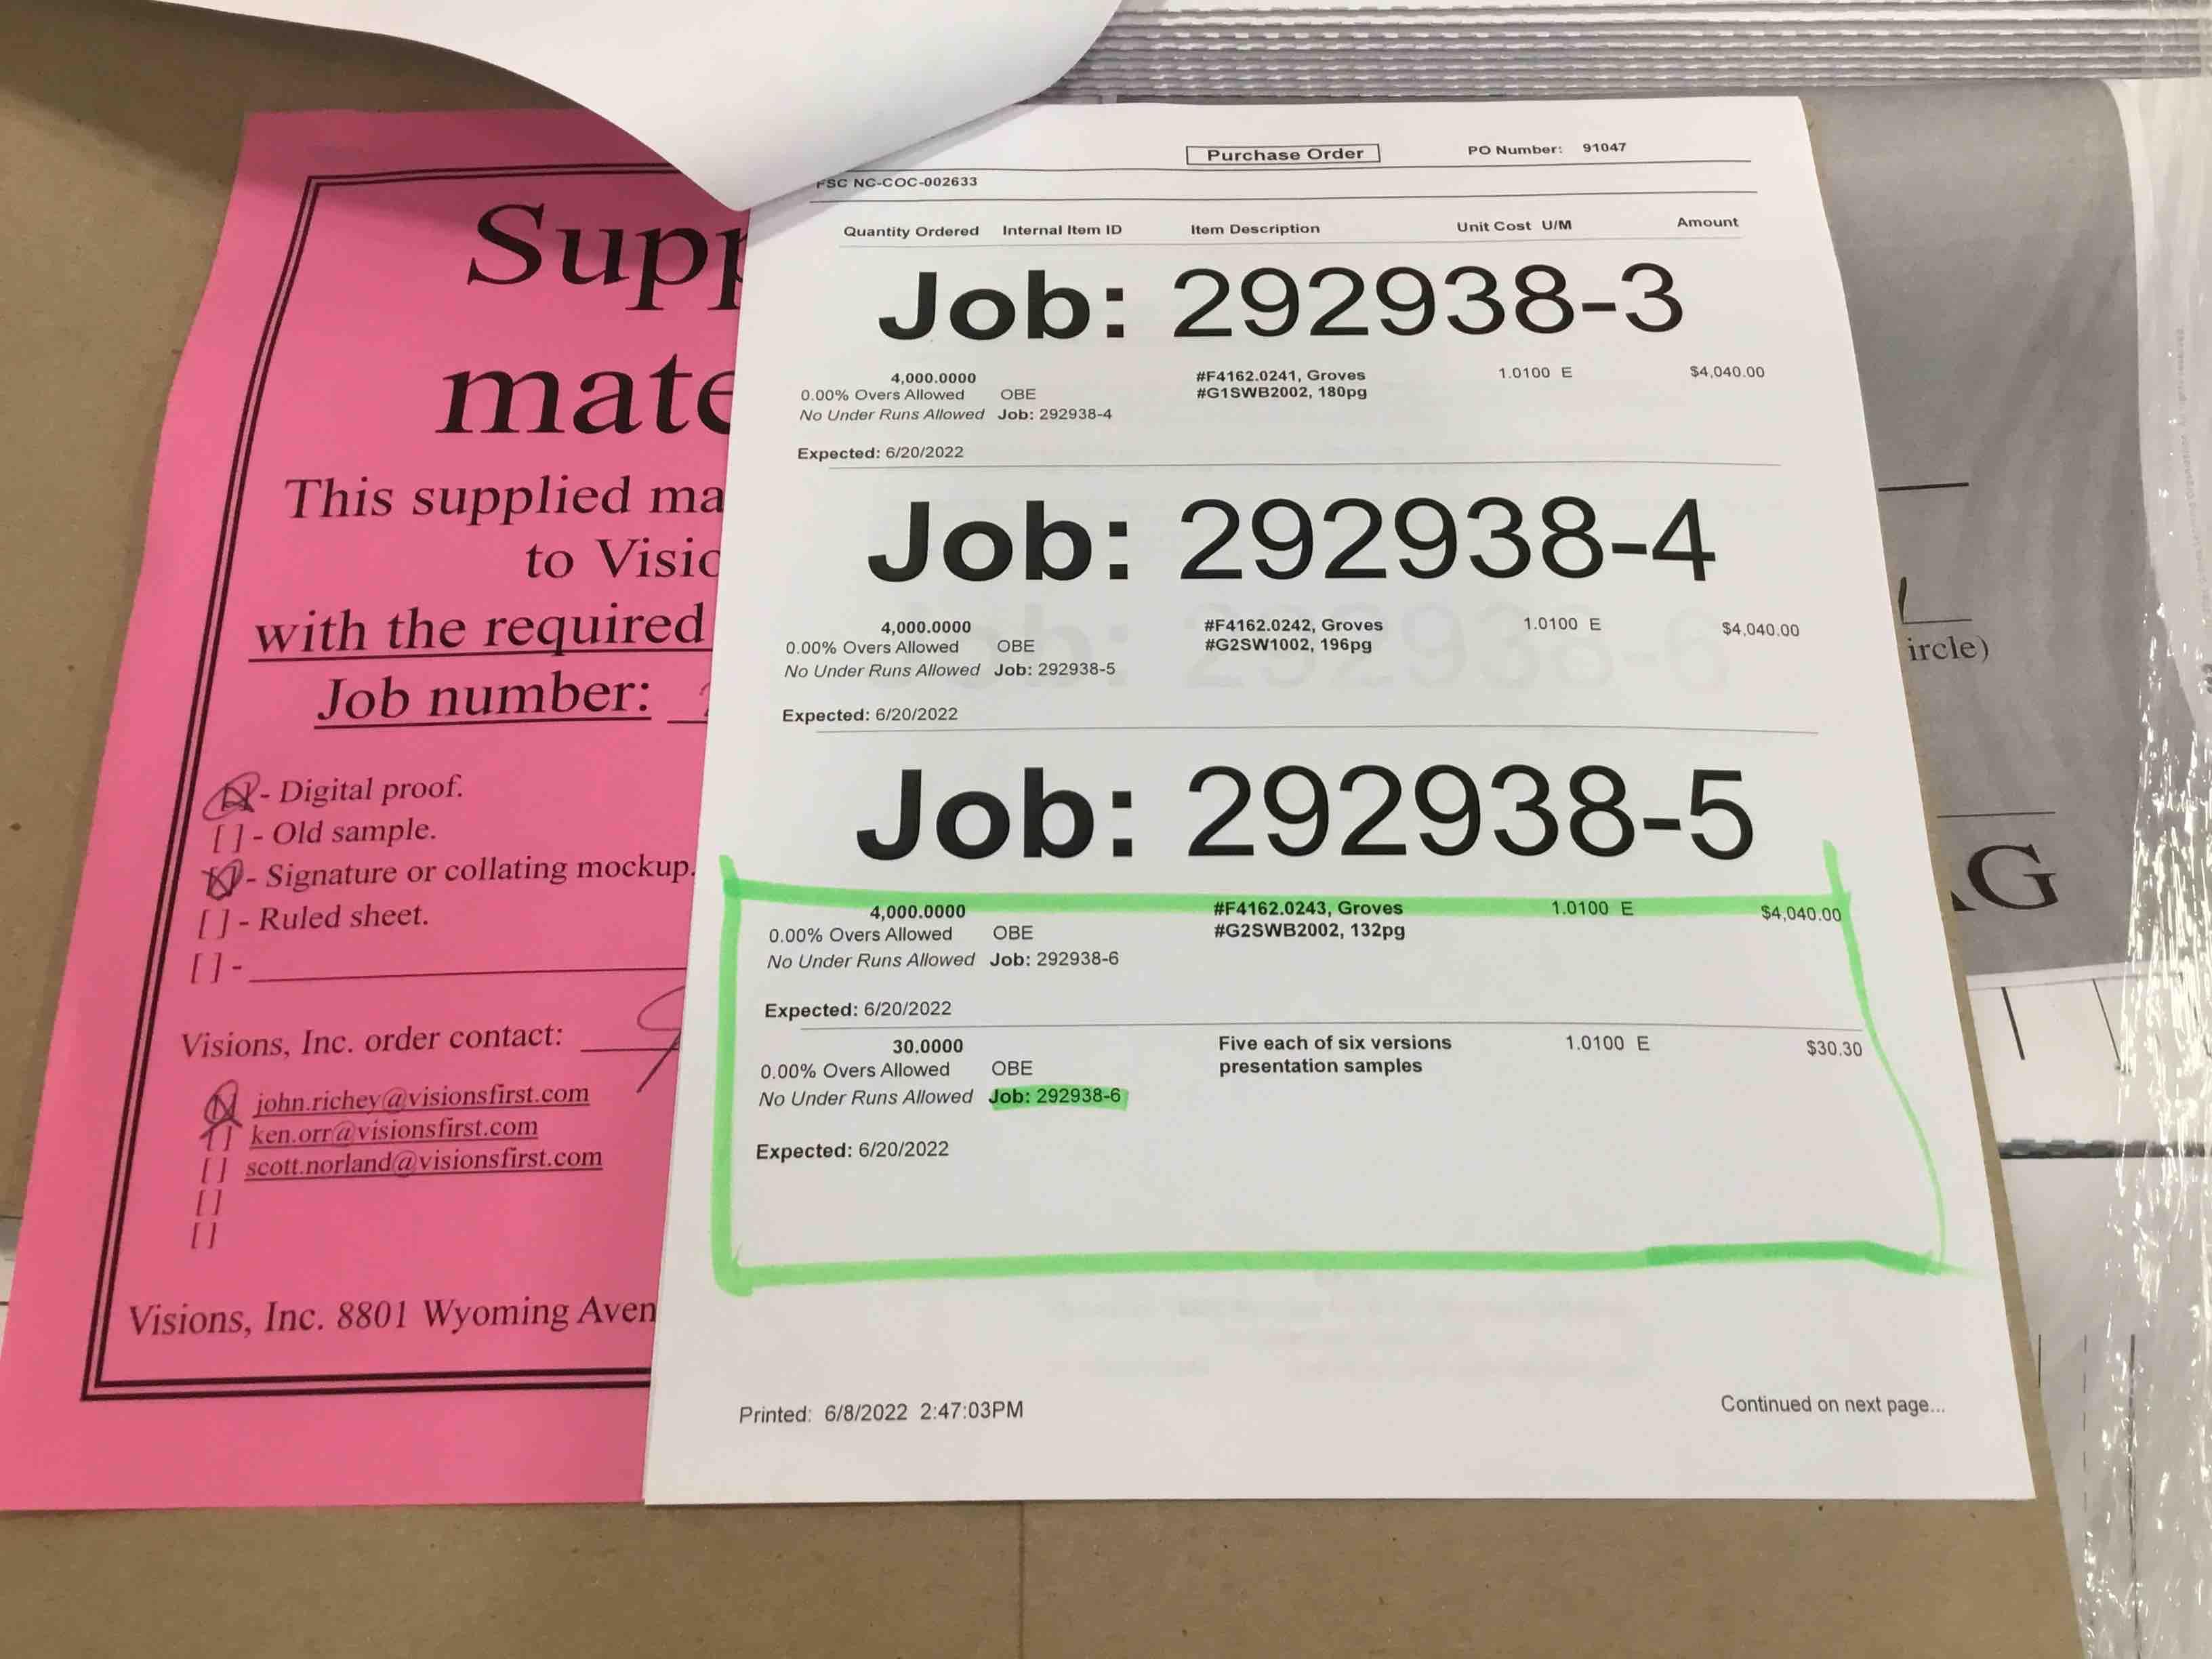 Supp
mate
This supplied ma
to Visio
with the required
Job number:
- Digital proof.
[ ] - Old sample.
- Signature or collating mockup.
[ ] - Ruled sheet.
[ ] -
Visions, Inc. order contact:
john.richey@visionsfirst.com
[ ] ken.orr@visionsfirst.com
[ ] scott.norland@visionsfirst.com
[ ]
[ ]
Visions, Inc. 8801 Wyoming Aven
Purchase Order PO Number: 91047
FSC NC-COC-002633
Quantity Ordered Internal Item ID Item Description Unit Cost U/M Amount
Job: 292938-3
4,000.0000 #F4162.0241, Groves 1.0100 E $4,040.00
0.00% Overs Allowed OBE #G1SWB2002, 180pg
No Under Runs Allowed Job: 292938-4
Expected: 6/20/2022
Job: 292938-4
4,000.0000 #F4162.0242, Groves 1.0100 E $4,040.00
0.00% Overs Allowed OBE #G2SW1002, 196pg
No Under Runs Allowed Job: 292938-5
Expected: 6/20/2022
Job: 292938-5
4,000.0000 #F4162.0243, Groves 1.0100 E $4,040.00
0.00% Overs Allowed OBE #G2SWB2002, 132pg
No Under Runs Allowed Job: 292938-6
Expected: 6/20/2022
30.0000 Five each of six versions 1.0100 E $30.30
0.00% Overs Allowed OBE presentation samples
No Under Runs Allowed Job: 292938-6
Expected: 6/20/2022
Printed: 6/8/2022 2:47:03PM Continued on next page...
ircle)
AG